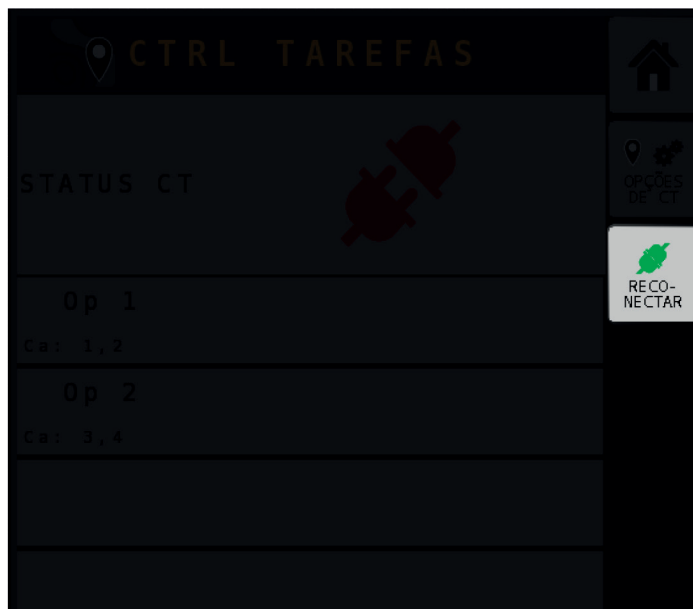 CTRL TAREFAS
STATUS CT
Op 1
Ca: 1,2
Op 2
Ca: 3,4
OPÇÕES
DE CT
RECO-
NECTAR